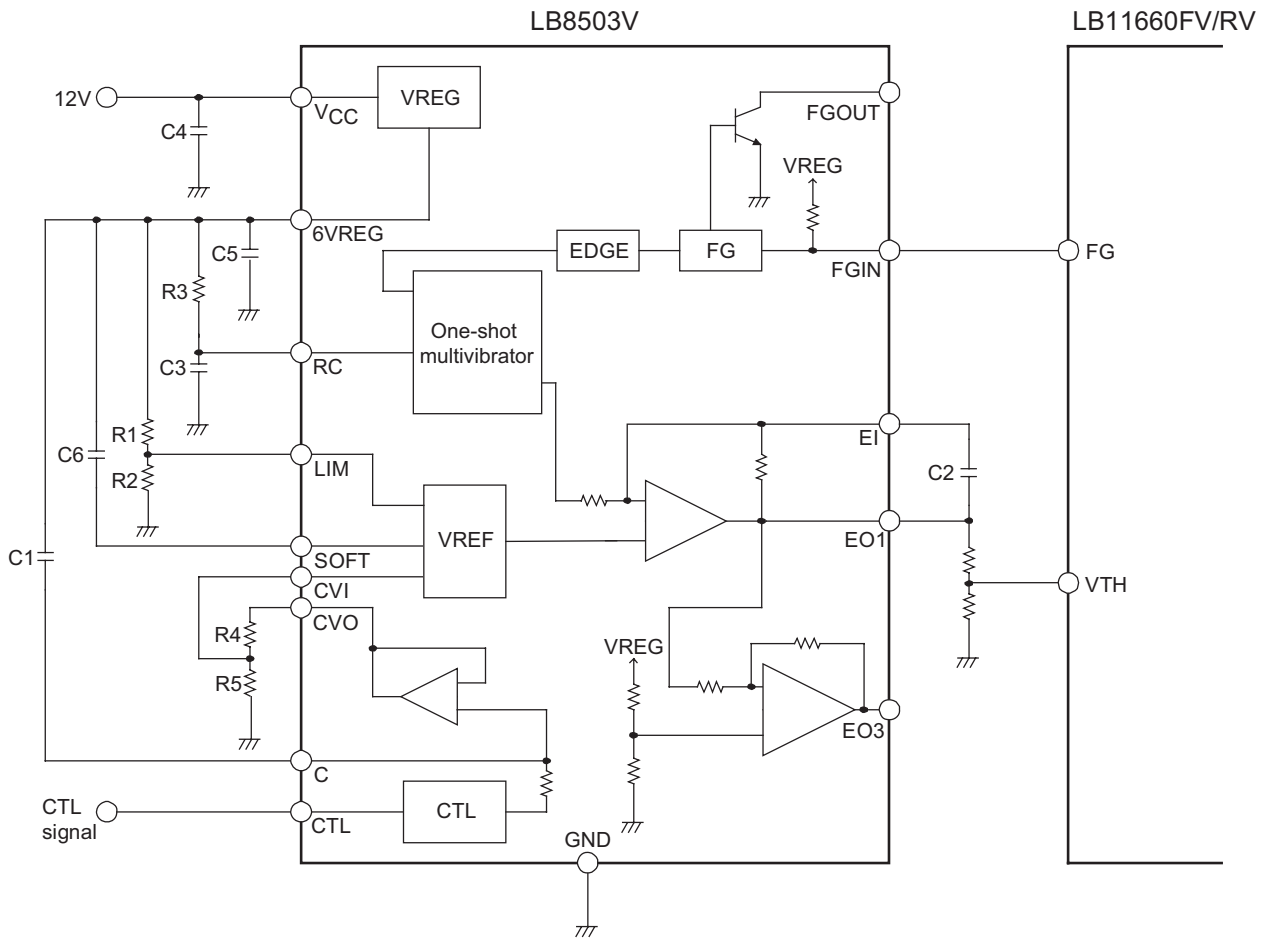 LB8503V
LB11660FV/RV
12V
VCC
VREG
FGOUT
C4
VREG
6VREG
C5
EDGE
FG
FGIN
FG
R3
One-shot
multivibrator
C3
RC
R1
EI
C6
LIM
C2
R2
VREF
EO1
C1
SOFT
CVI
VTH
CVO
R4
VREG
R5
EO3
C
CTL
signal
CTL
CTL
GND